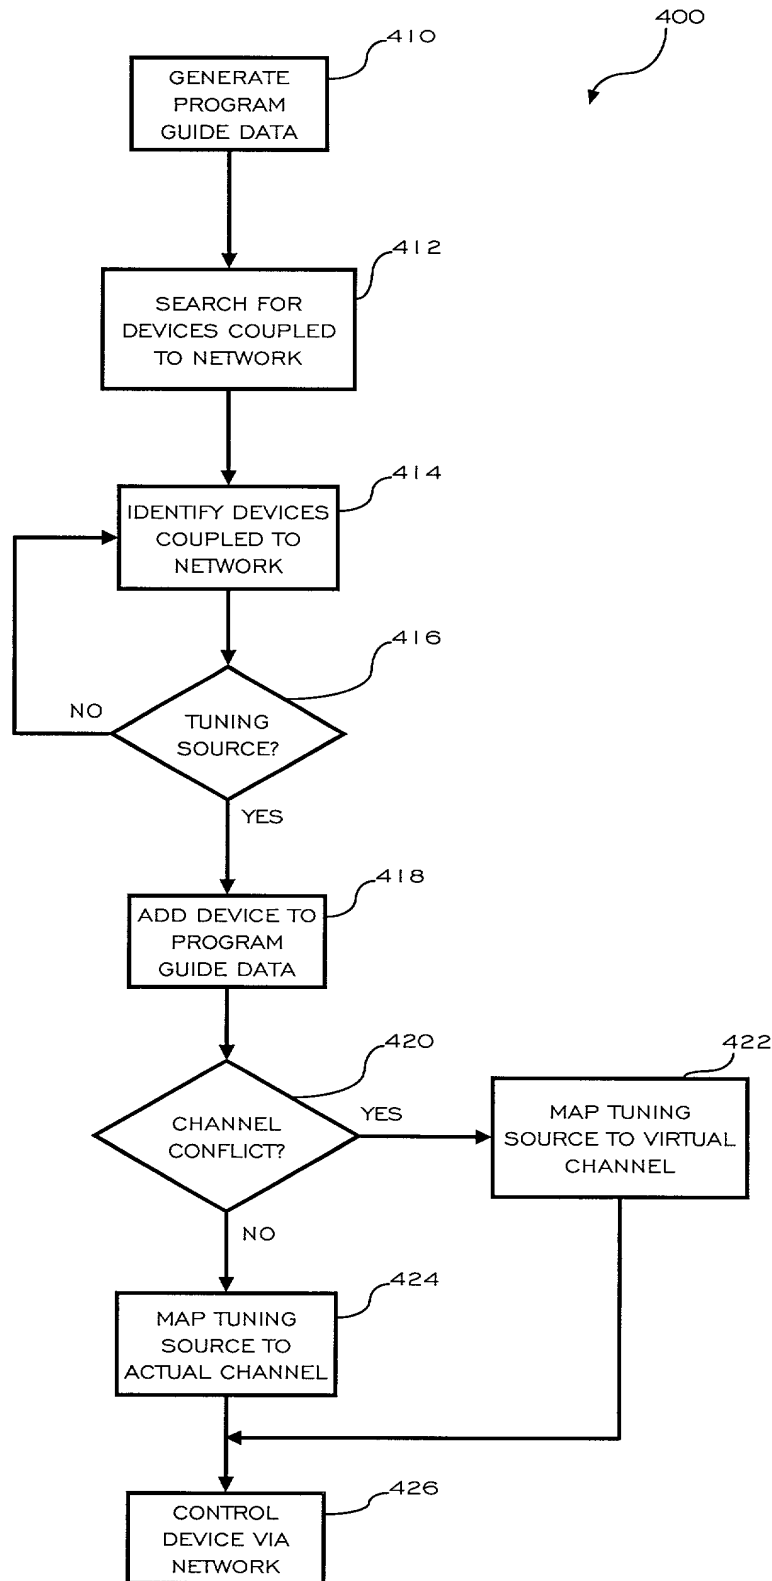 410
400
GENERATE
PROGRAM
GUIDE DATA
412
SEARCH FOR
DEVICES COUPLED
TO NETWORK
414
IDENTIFY DEVICES
COUPLED TO
NETWORK
416
NO
TUNING
SOURCE?
YES
418
ADD DEVICE TO
PROGRAM
GUIDE DATA
420
422
CHANNEL
CONFLICT?
YES
MAP TUNING
SOURCE TO VIRTUAL
CHANNEL
NO
424
MAP TUNING
SOURCE TO
ACTUAL CHANNEL
426
CONTROL
DEVICE VIA
NETWORK